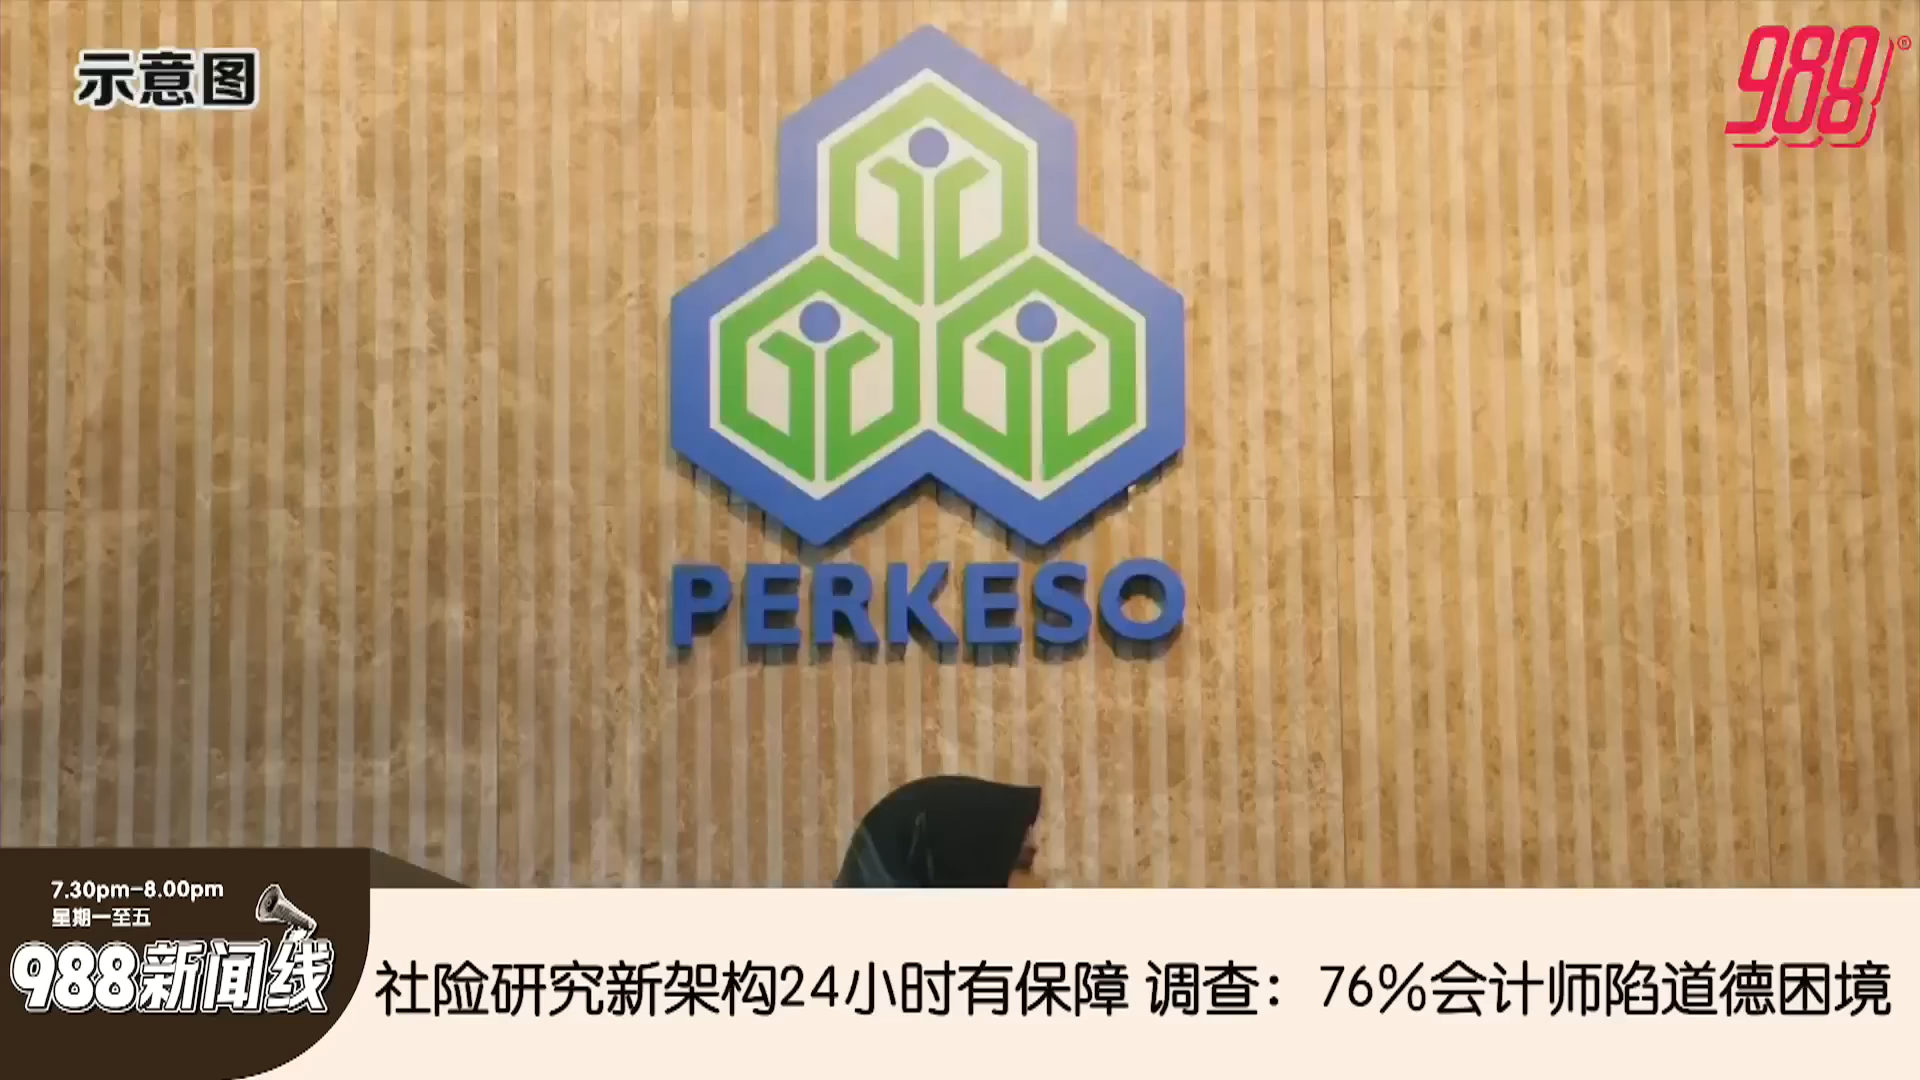 示意图
988®
PERKESO
7.30pm-8.00pm
星期一至五
988新闻线
社险研究新架构24小时有保障 调查：76%会计师陷道德困境